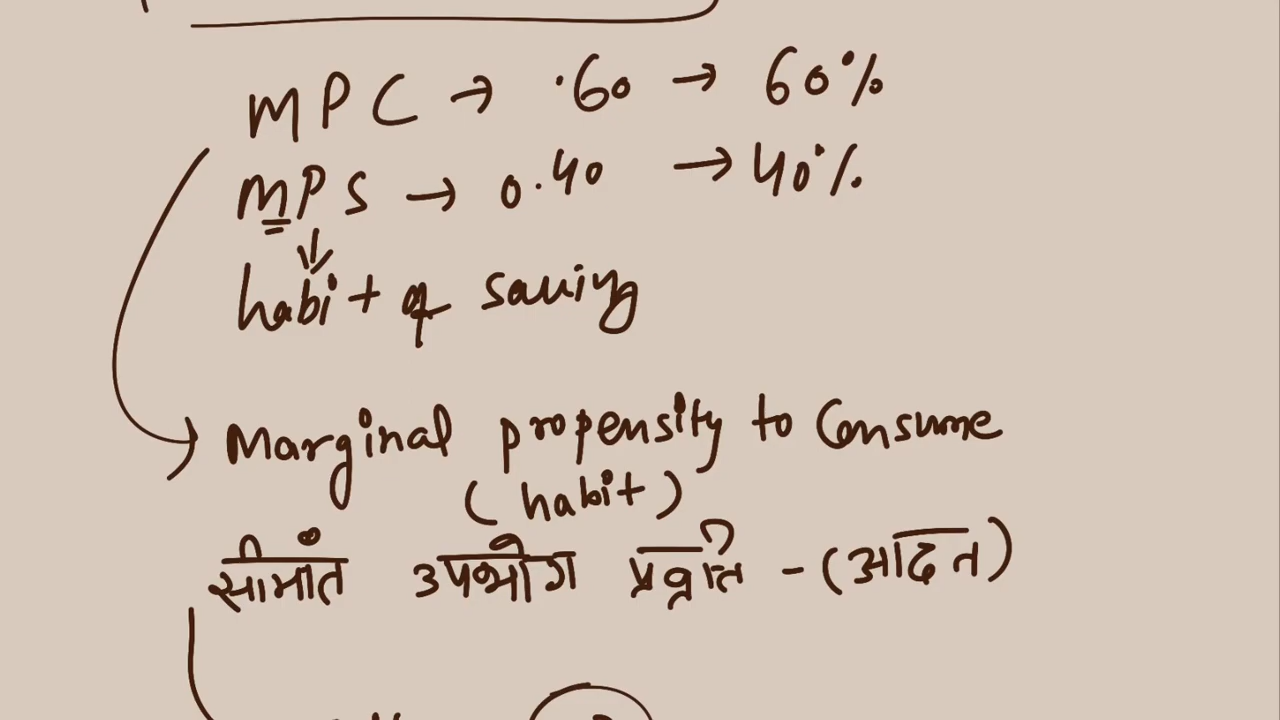 MPC → .60 → 60%
MPS → 0.40 → 40%
habit of saving
Marginal propensity to Consume
(habit)
सीमांत उपभोग प्रवृति - (आदत)